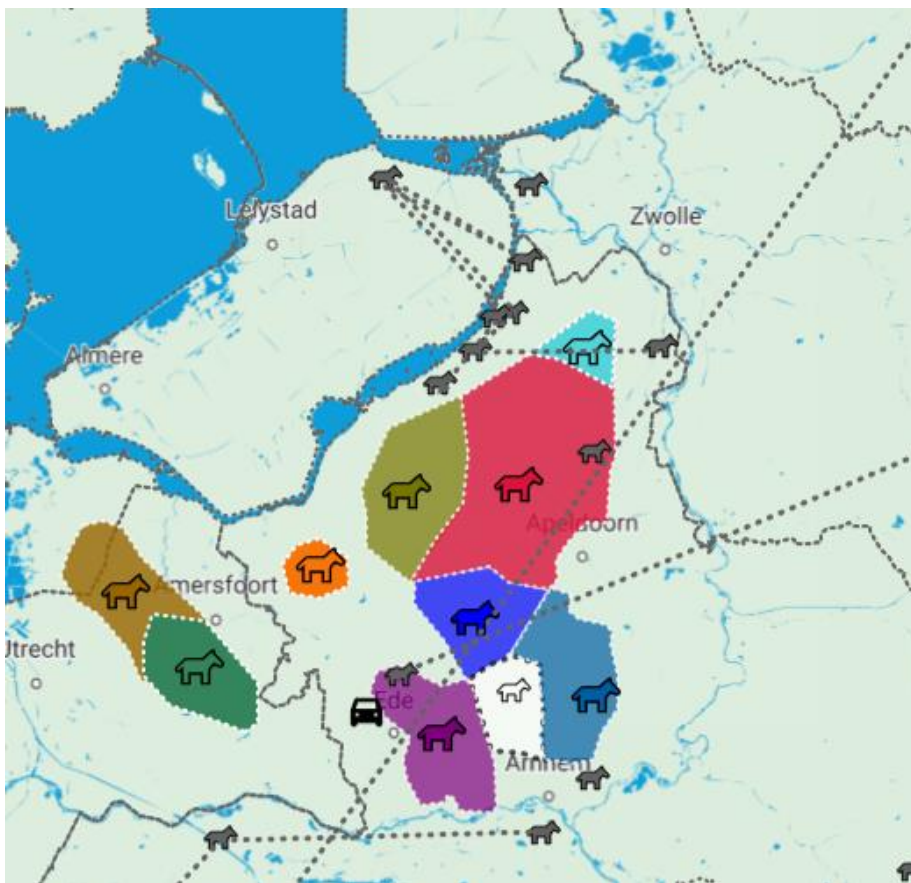 Lelystad
Zwolle
Almere
Apeldoorn
Amersfoort
Utrecht
Ede
Arnhem